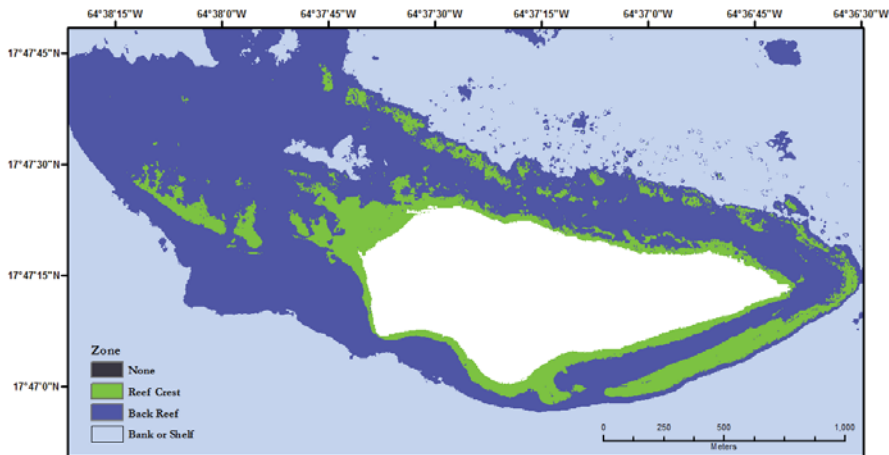 64°38'15"W 64°38'0"W 64°37'45"W 64°37'30"W 64°37'15"W 64°37'0"W 64°36'45"W 64°36'30"W
17°47'45"N
17°47'30"N
17°47'15"N
17°47'0"N
Zone
None
Reef Crest
Back Reef
Bank or Shelf
0 250 500 1,000
Meters